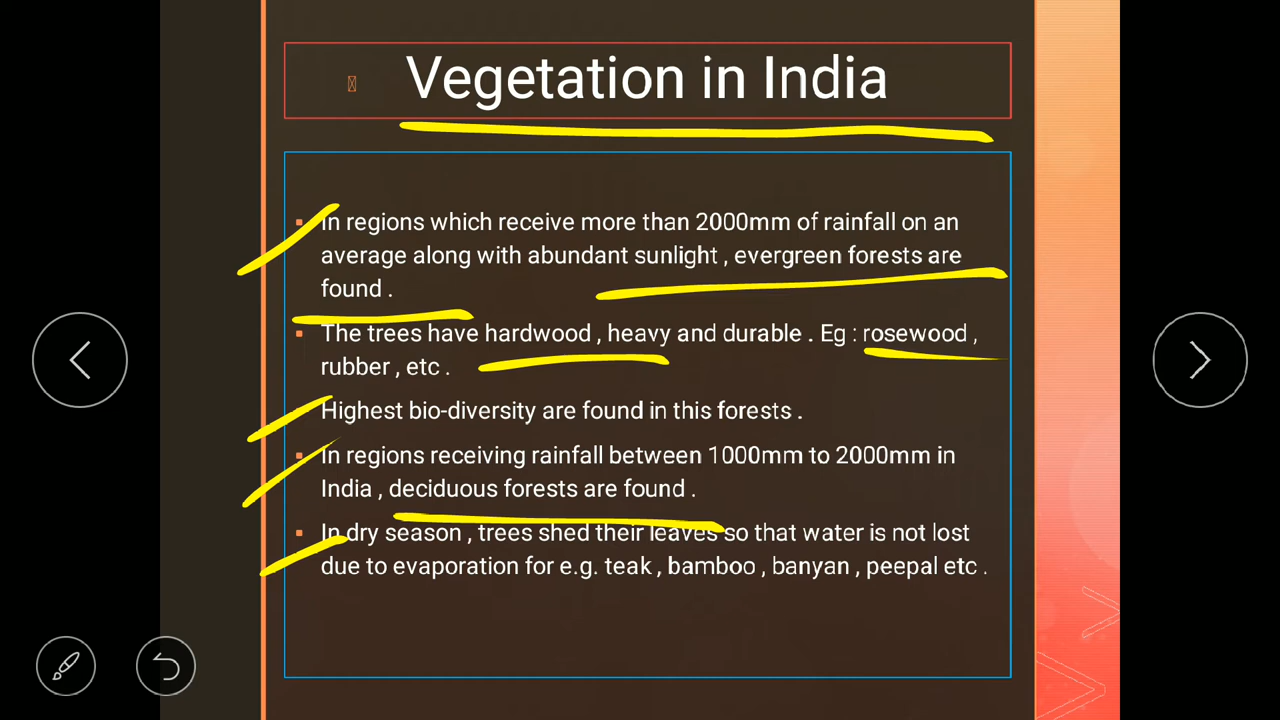 Vegetation in India
In regions which receive more than 2000mm of rainfall on an
average along with abundant sunlight , evergreen forests are
found .
The trees have hardwood , heavy and durable . Eg : rosewood ,
rubber , etc .
Highest bio-diversity are found in this forests .
In regions receiving rainfall between 1000mm to 2000mm in
India , deciduous forests are found .
In dry season , trees shed their leaves so that water is not lost
due to evaporation for e.g. teak , bamboo , banyan , peepal etc .